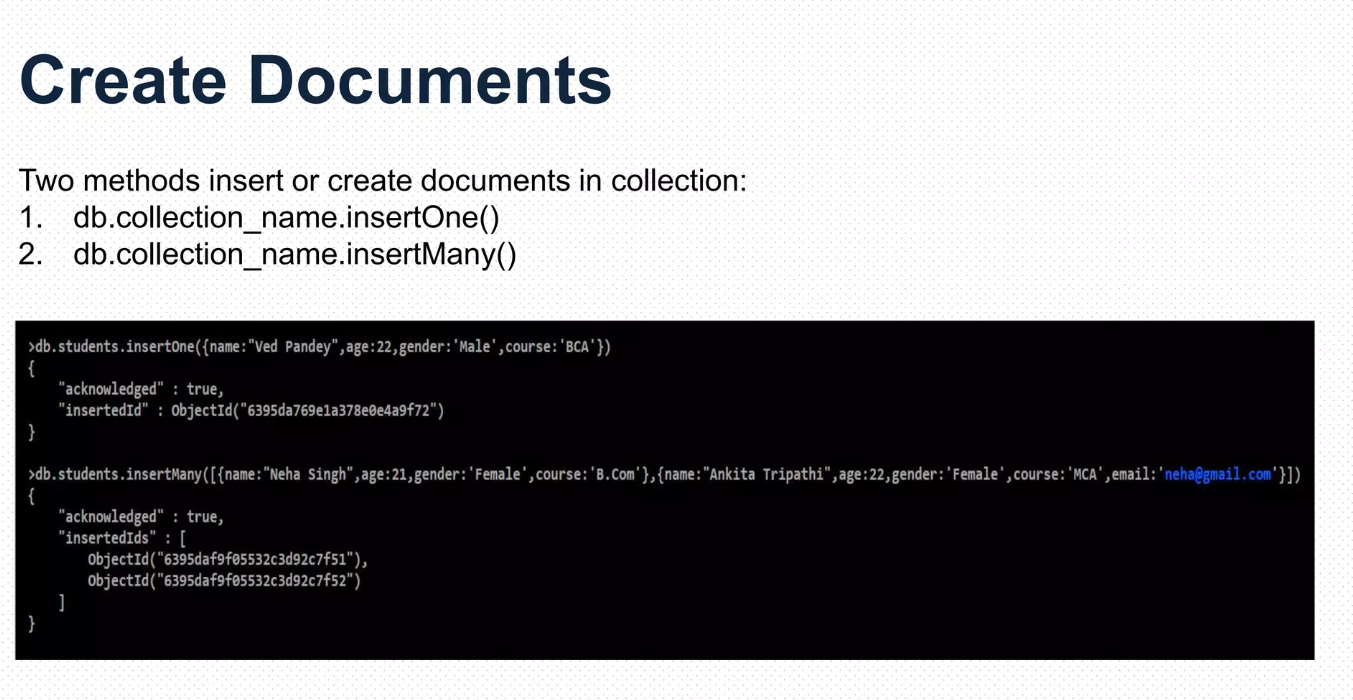 Create Documents
Two methods insert or create documents in collection:
1. db.collection_name.insertOne()
2. db.collection_name.insertMany()
>db.students.insertOne({name:"Ved Pandey",age:22,gender:'Male',course:'BCA'})
{
"acknowledged" : true,
"insertedId" : ObjectId("6395da769e1a378e0e4a9f72")
}
>db.students.insertMany([{name:"Neha Singh",age:21,gender:'Female',course:'B.Com'},{name:"Ankita Tripathi",age:22,gender:'Female',course:'MCA',email:'neha@gmail.com'}])
{
"acknowledged" : true,
"insertedIds" : [
ObjectId("6395daf9f05532c3d92c7f51"),
ObjectId("6395daf9f05532c3d92c7f52")
]
}